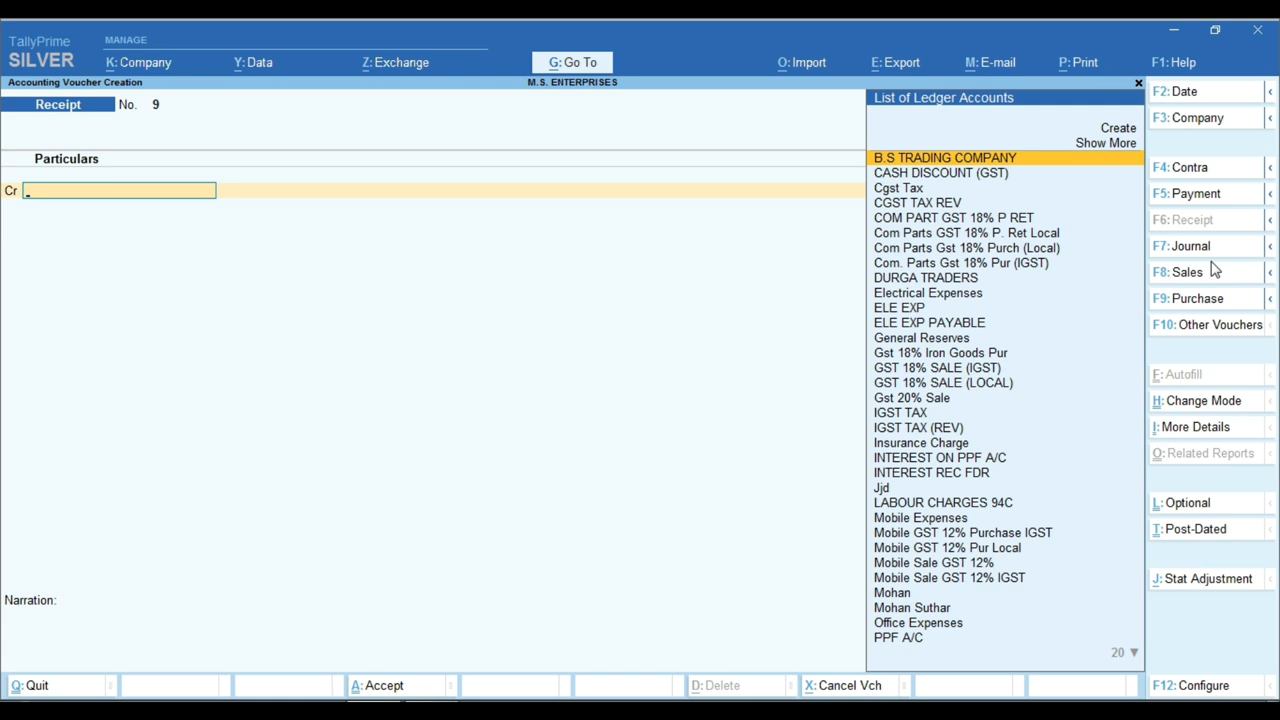 TallyPrime
SILVER
MANAGE
K: Company
Y: Data
Z: Exchange
G: Go To
O: Import
E: Export
M: E-mail
P: Print
F1: Help
Accounting Voucher Creation
M.S. ENTERPRISES
Receipt No. 9
Particulars
Cr
Narration:
List of Ledger Accounts
Create
Show More
B.S TRADING COMPANY
CASH DISCOUNT (GST)
Cgst Tax
CGST TAX REV
COM PART GST 18% P RET
Com Parts GST 18% P. Ret Local
Com Parts Gst 18% Purch (Local)
Com. Parts Gst 18% Pur (IGST)
DURGA TRADERS
Electrical Expenses
ELE EXP
ELE EXP PAYABLE
General Reserves
Gst 18% Iron Goods Pur
GST 18% SALE (IGST)
GST 18% SALE (LOCAL)
Gst 20% Sale
IGST TAX
IGST TAX (REV)
Insurance Charge
INTEREST ON PPF A/C
INTEREST REC FDR
Jjd
LABOUR CHARGES 94C
Mobile Expenses
Mobile GST 12% Purchase IGST
Mobile GST 12% Pur Local
Mobile Sale GST 12%
Mobile Sale GST 12% IGST
Mohan
Mohan Suthar
Office Expenses
PPF A/C
20 ▼
F2: Date
F3: Company
F4: Contra
F5: Payment
F6: Receipt
F7: Journal
F8: Sales
F9: Purchase
F10: Other Vouchers
F: Autofill
H: Change Mode
I: More Details
O: Related Reports
L: Optional
T: Post-Dated
J: Stat Adjustment
Q: Quit
A: Accept
D: Delete
X: Cancel Vch
F12: Configure